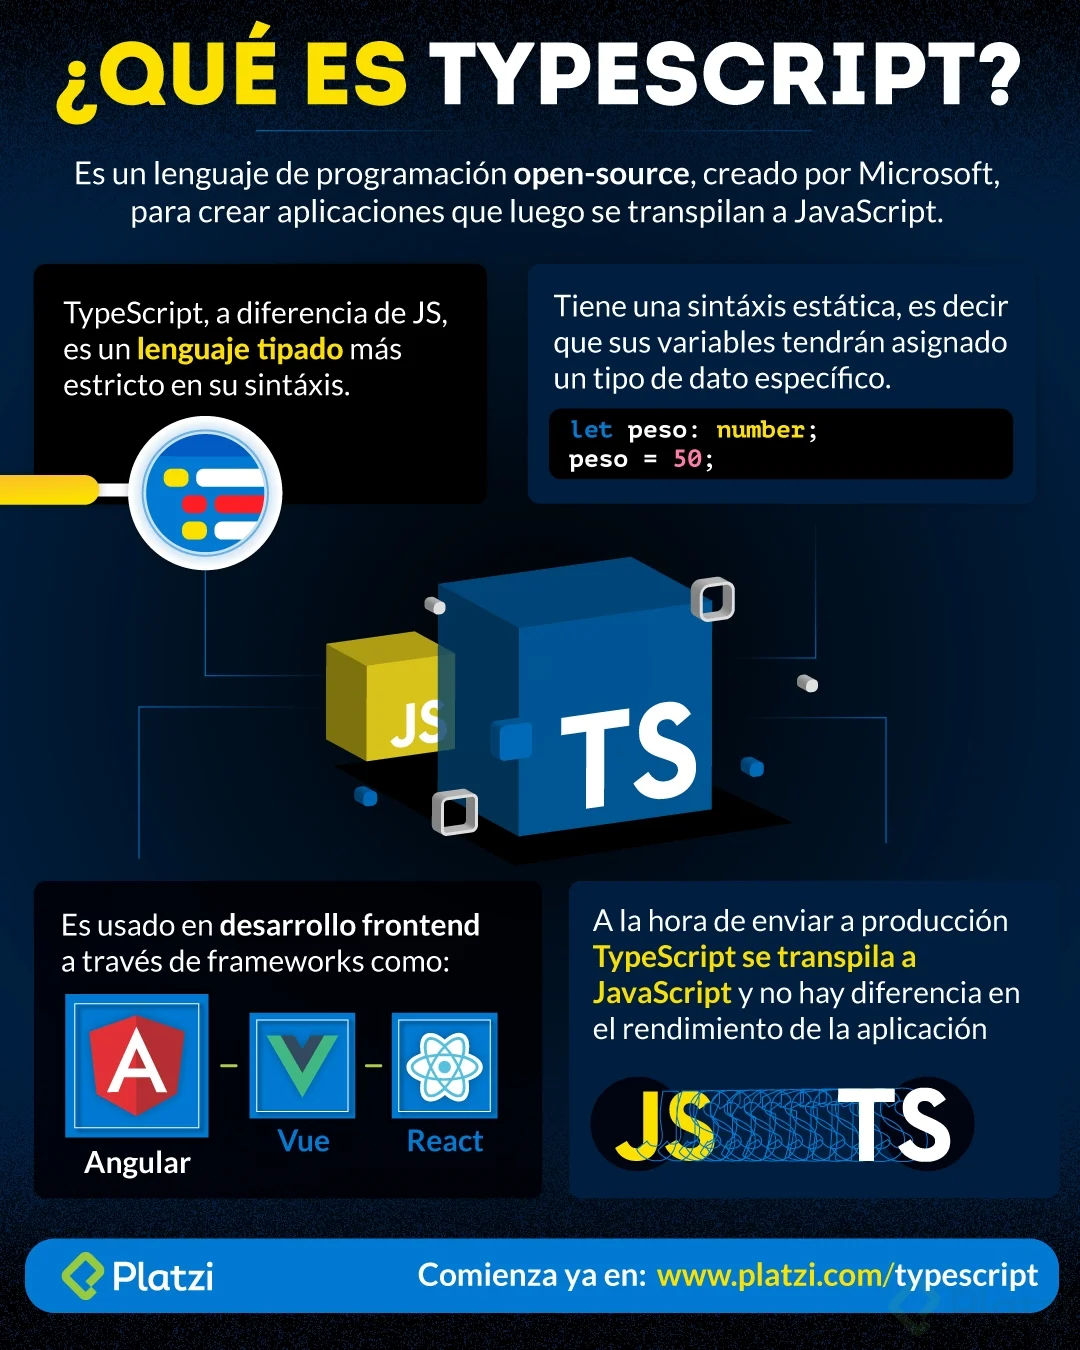 ¿QUÉ ES TYPESCRIPT?
Es un lenguaje de programación open-source, creado por Microsoft,
para crear aplicaciones que luego se transpilan a JavaScript.
TypeScript, a diferencia de JS,
es un lenguaje tipado más
estricto en su sintáxis.
Tiene una sintáxis estática, es decir
que sus variables tendrán asignado
un tipo de dato específico.
let peso: number;
peso = 50;
JS
TS
Es usado en desarrollo frontend
a través de frameworks como:
A
Angular
Vue
React
A la hora de enviar a producción
TypeScript se transpila a
JavaScript y no hay diferencia en
el rendimiento de la aplicación
JS TS
Platzi
Comienza ya en: www.platzi.com/typescript